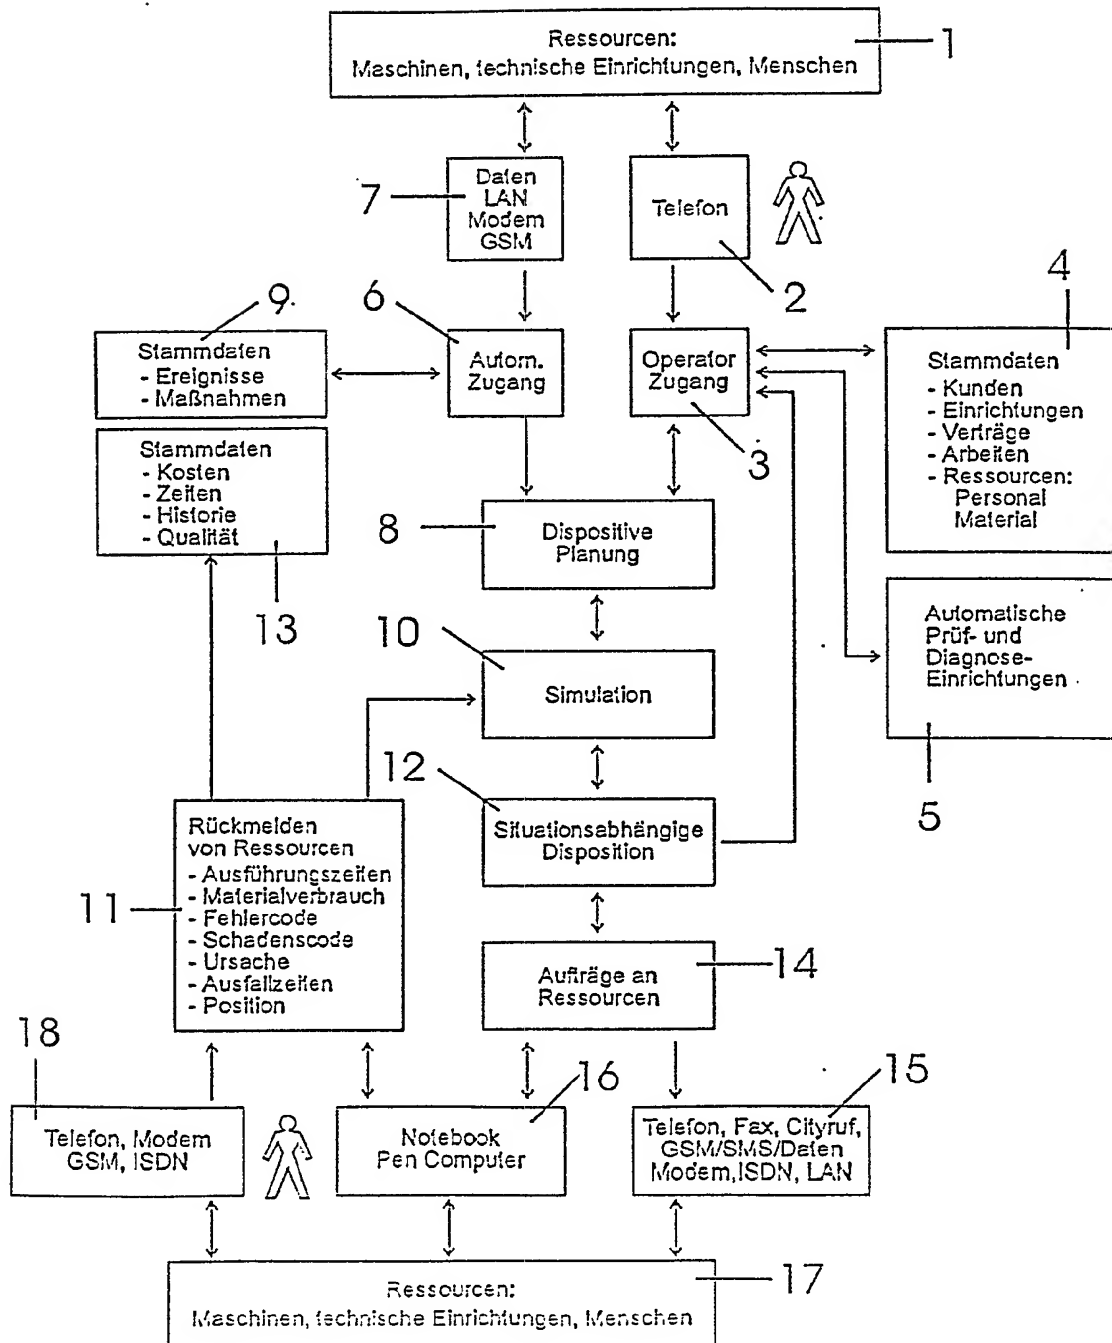 Ressourcen:
Maschinen, technische Einrichtungen, Menschen
1
7
Daten
LAN
Modem
GSM
Telefon
2
4
9
6
Stammdaten
- Ereignisse
- Maßnahmen
Autom.
Zugang
Operator
Zugang
3
Stammdaten
- Kunden
- Einrichtungen
- Verträge
- Arbeiten
- Ressourcen:
Personal
Material
Stammdaten
- Kosten
- Zeiten
- Historie
- Qualität
13
8
Dispositive
Planung
Automatische
Prüf- und
Diagnose-
Einrichtungen
5
10
Simulation
12
Situationsabhängige
Disposition
11
Rückmelden
von Ressourcen
- Ausführungszeiten
- Materialverbrauch
- Fehlercode
- Schadenscode
- Ursache
- Ausfallzeiten
- Position
Aufträge an
Ressourcen
14
18
Telefon, Modem
GSM, ISDN
16
Notebook
Pen Computer
15
Telefon, Fax, Cityruf,
GSM/SMS/Daten
Modem,ISDN, LAN
Ressourcen:
Maschinen, technische Einrichtungen, Menschen
17